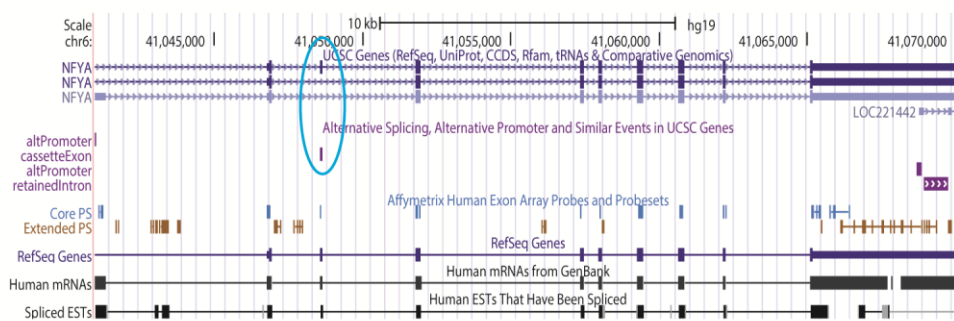 Scale 10 kb hg19
chr6: 41,045,000 41,050,000 41,055,000 41,060,000 41,065,000 41,070,000
UCSC Genes (RefSeq, UniProt, CCDS, Rfam, tRNAs & Comparative Genomics)
NFYA
NFYA
NFYA
LOC221442
Alternative Splicing, Alternative Promoter and Similar Events in UCSC Genes
altPromoter
cassetteExon
altPromoter
retainedIntron
Affymetrix Human Exon Array Probes and Probesets
Core PS
Extended PS
RefSeq Genes
RefSeq Genes
Human mRNAs from GenBank
Human mRNAs
Human ESTs That Have Been Spliced
Spliced ESTs